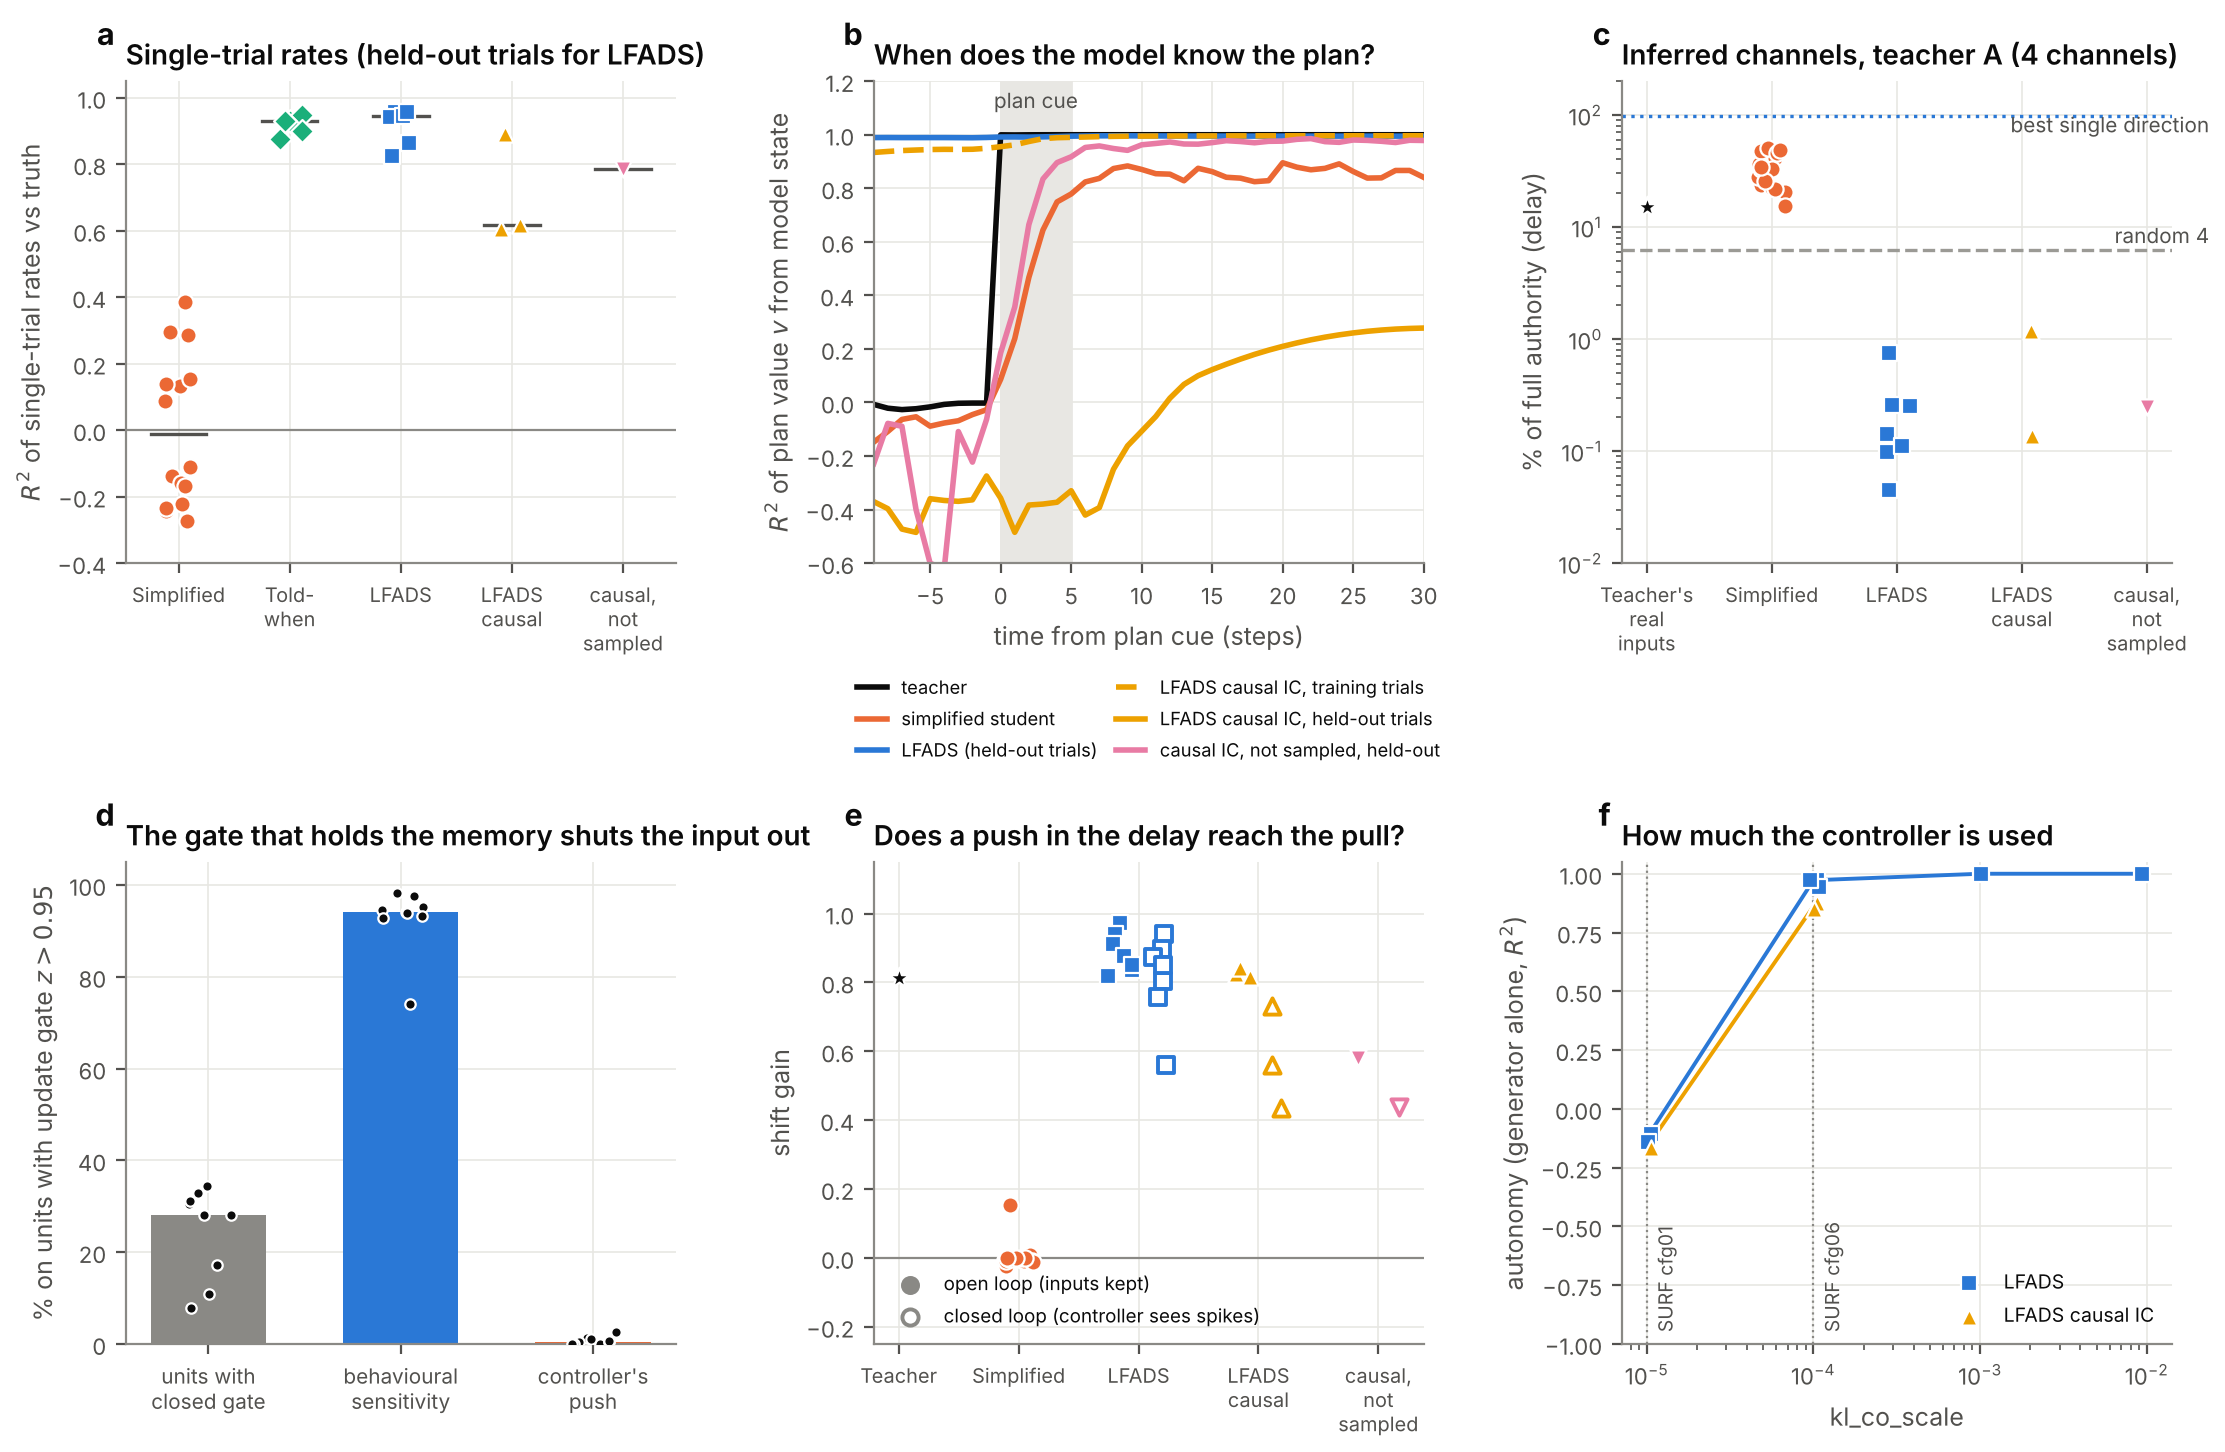 a
Single-trial rates (held-out trials for LFADS)
R² of single-trial rates vs truth
1.0
0.8
0.6
0.4
0.2
0.0
−0.2
−0.4
Simplified
Told-
when
LFADS
LFADS
causal
causal,
not
sampled
b
When does the model know the plan?
R² of plan value v from model state
1.2
1.0
0.8
0.6
0.4
0.2
0.0
−0.2
−0.4
−0.6
plan cue
−5
0
5
10
15
20
25
30
time from plan cue (steps)
teacher
simplified student
LFADS (held-out trials)
LFADS causal IC, training trials
LFADS causal IC, held-out trials
causal IC, not sampled, held-out
c
Inferred channels, teacher A (4 channels)
% of full authority (delay)
10²
10¹
10⁰
10⁻¹
10⁻²
best single direction
random 4
Teacher's
real
inputs
Simplified
LFADS
LFADS
causal
causal,
not
sampled
d
The gate that holds the memory shuts the input out
% on units with update gate z > 0.95
100
80
60
40
20
0
units with
closed gate
behavioural
sensitivity
controller's
push
e
Does a push in the delay reach the pull?
shift gain
1.0
0.8
0.6
0.4
0.2
0.0
−0.2
open loop (inputs kept)
closed loop (controller sees spikes)
Teacher
Simplified
LFADS
LFADS
causal
causal,
not
sampled
f
How much the controller is used
autonomy (generator alone, R²)
1.00
0.75
0.50
0.25
0.00
−0.25
−0.50
−0.75
−1.00
SURF cfg01
SURF cfg06
LFADS
LFADS causal IC
10⁻⁵
10⁻⁴
10⁻³
10⁻²
kl_co_scale